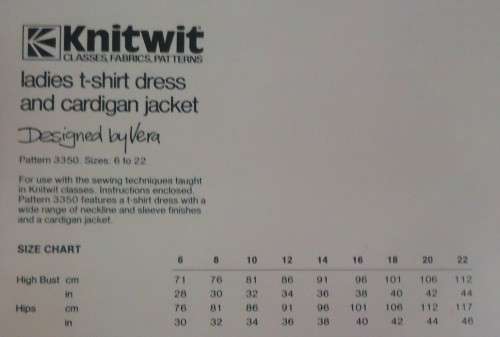 Knitwit
CLASSES, FABRICS, PATTERNS
ladies t-shirt dress
and cardigan jacket
Designed by Vera
Pattern 3350. Sizes: 6 to 22
For use with the sewing techniques taught
in Knitwit classes. Instructions enclosed.
Pattern 3350 features a t-shirt dress with a
wide range of neckline and sleeve finishes
and a cardigan jacket.
SIZE CHART
6 8 10 12 14 16 18 20 22
High Bust cm 71 76 81 86 91 96 101 106 112
in 28 30 32 34 36 38 40 42 44
Hips cm 76 81 86 91 96 101 106 112 117
in 30 32 34 36 38 40 42 44 46